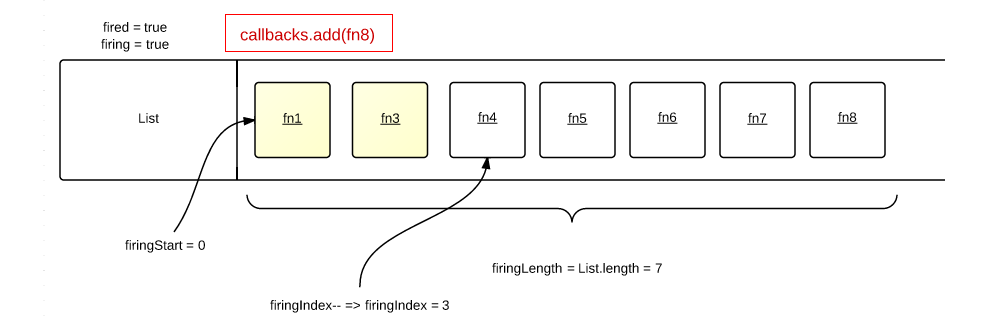 fired = true
firing = true
callbacks.add(fn8)
List
fn1
fn3
fn4
fn5
fn6
fn7
fn8
firingStart = 0
firingLength = List.length = 7
firingIndex-- => firingIndex = 3